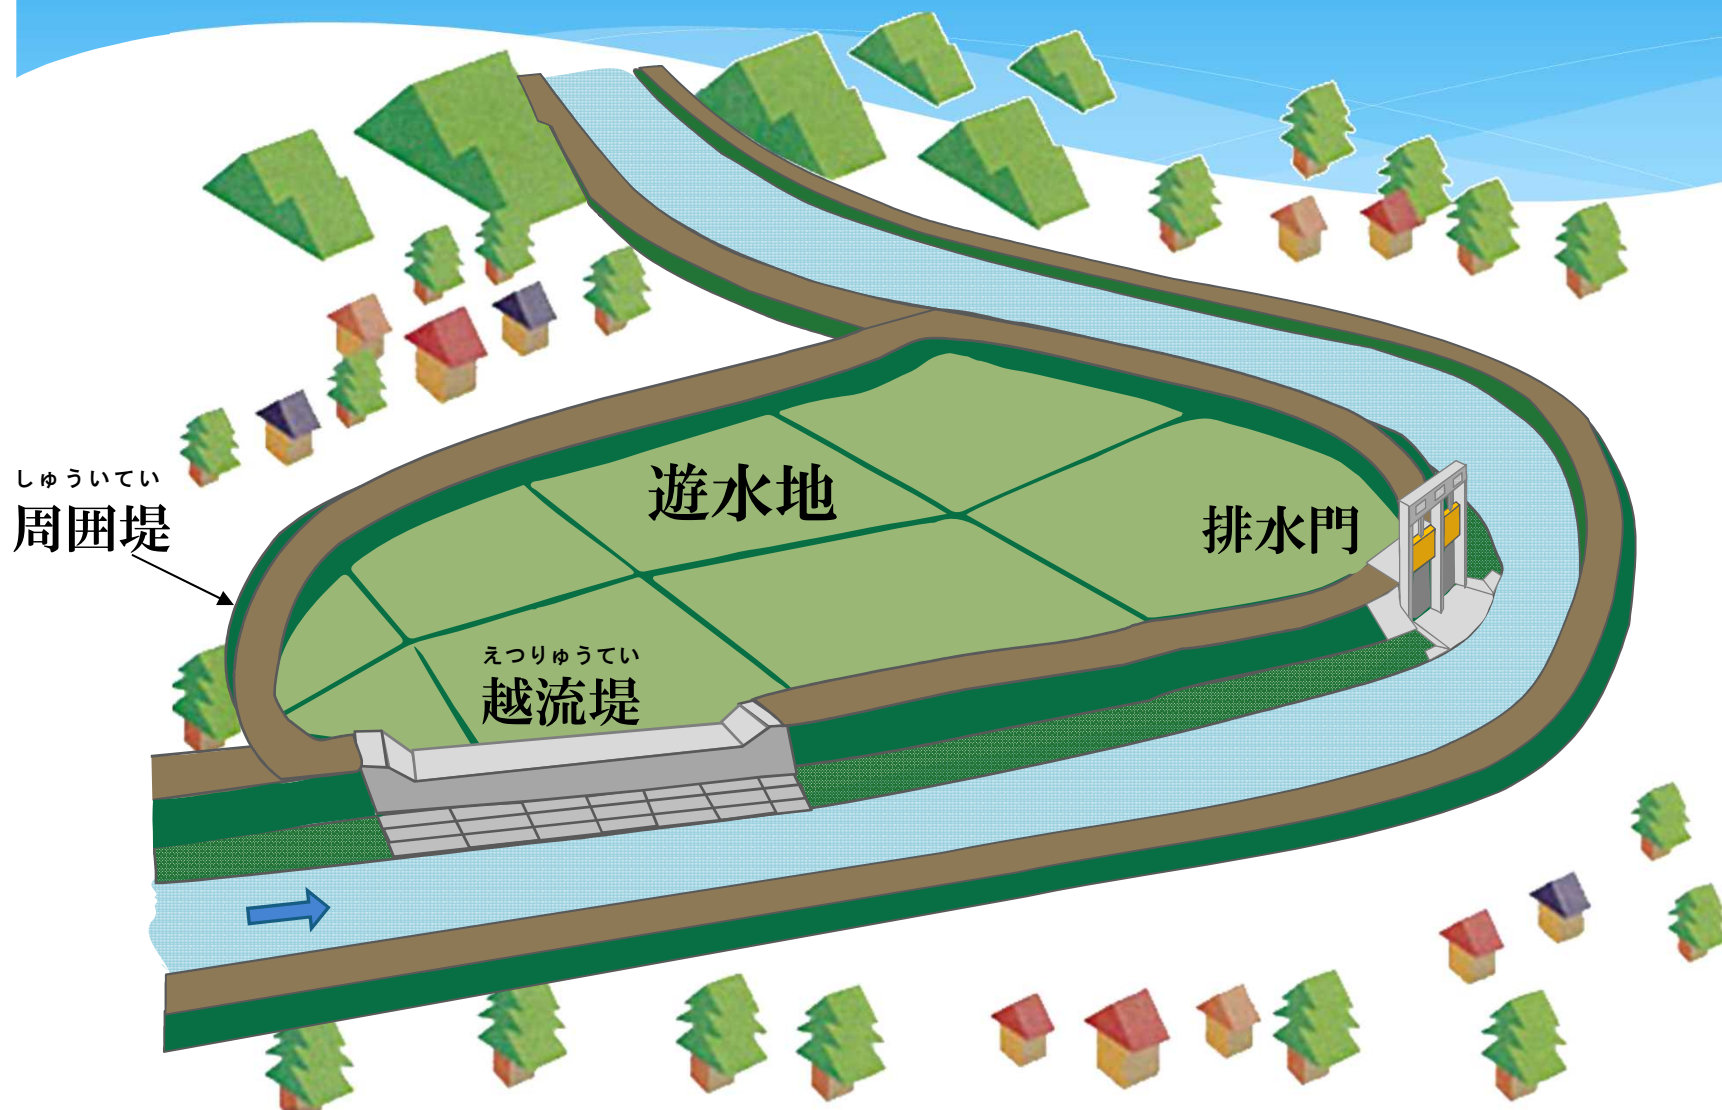 しゅういてい
周囲堤
遊水地
排水門
えつりゅうてい
越流堤